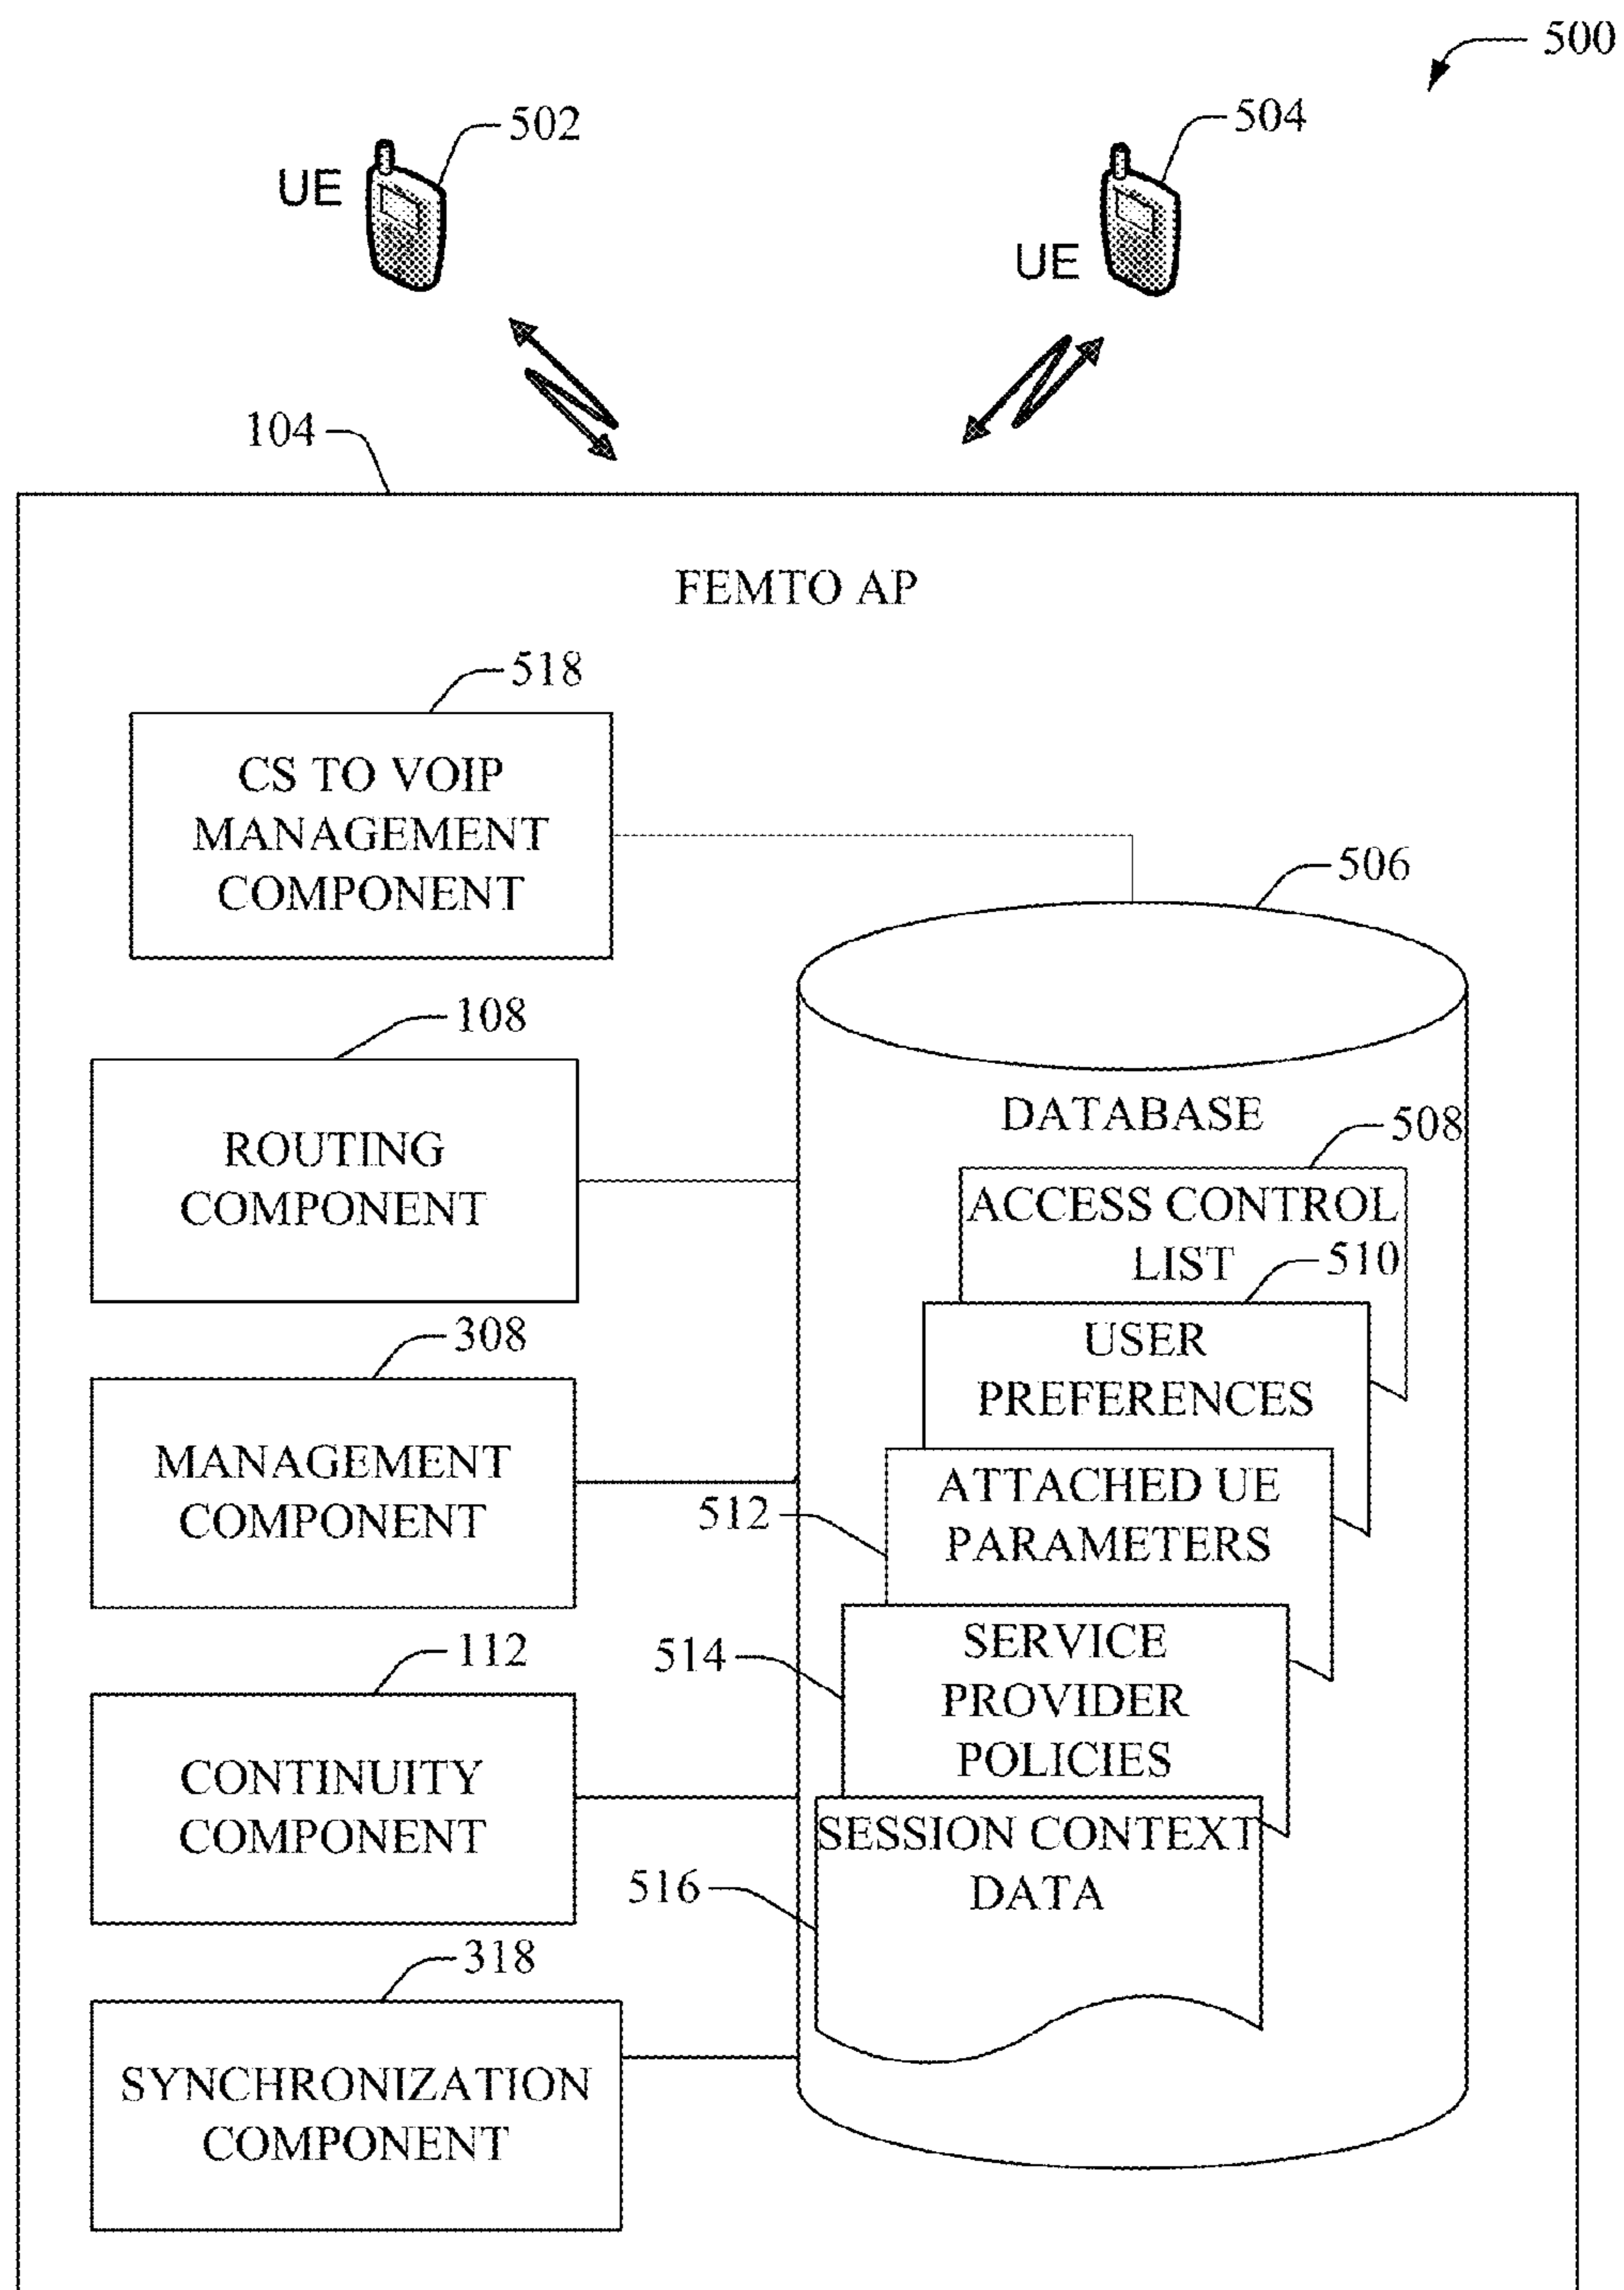 500
502
504
UE
UE
104
FEMTO AP
518
CS TO VOIP
MANAGEMENT
COMPONENT
506
108
ROUTING
COMPONENT
DATABASE
508
ACCESS CONTROL
LIST
510
USER
PREFERENCES
308
MANAGEMENT
COMPONENT
512
ATTACHED UE
PARAMETERS
514
SERVICE
PROVIDER
POLICIES
112
CONTINUITY
COMPONENT
516
SESSION CONTEXT
DATA
318
SYNCHRONIZATION
COMPONENT